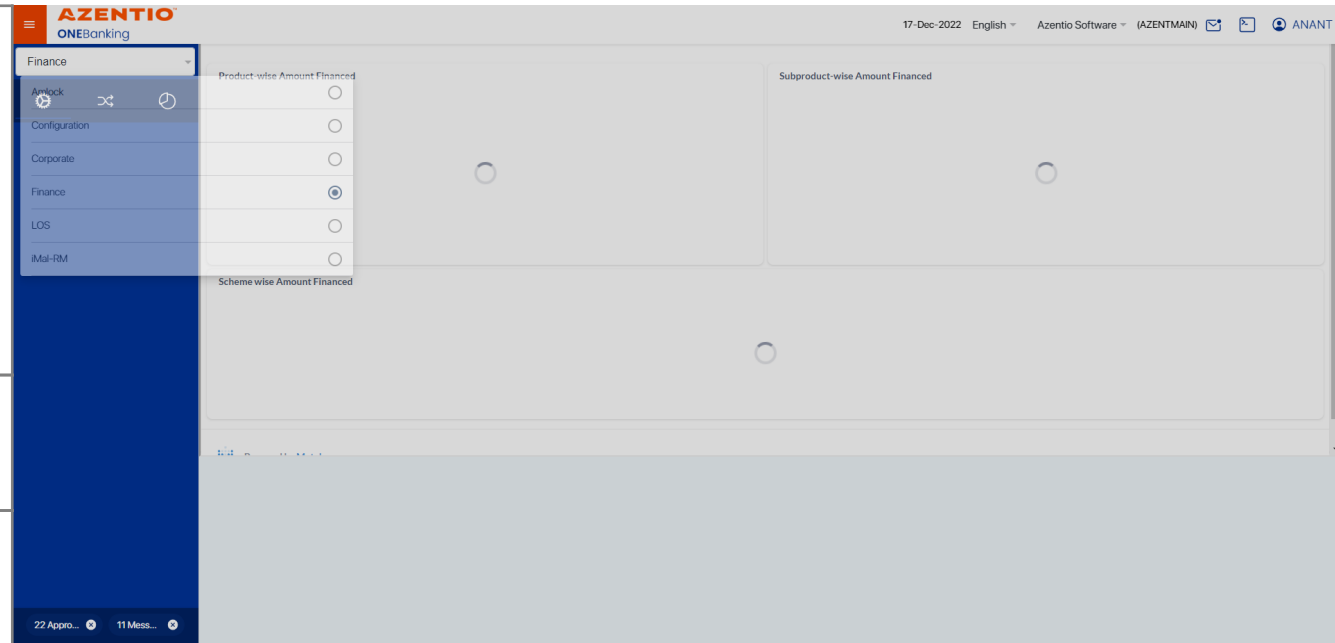 AZENTIO
ONEBanking
17-Dec-2022 English Azentio Software (AZENTMAIN) ANANT
Finance
Product-wise Amount Financed
Subproduct-wise Amount Financed
Amlock
Configuration
Corporate
Finance
LOS
iMal-RM
Scheme wise Amount Financed
22 Appro...
11 Mess...